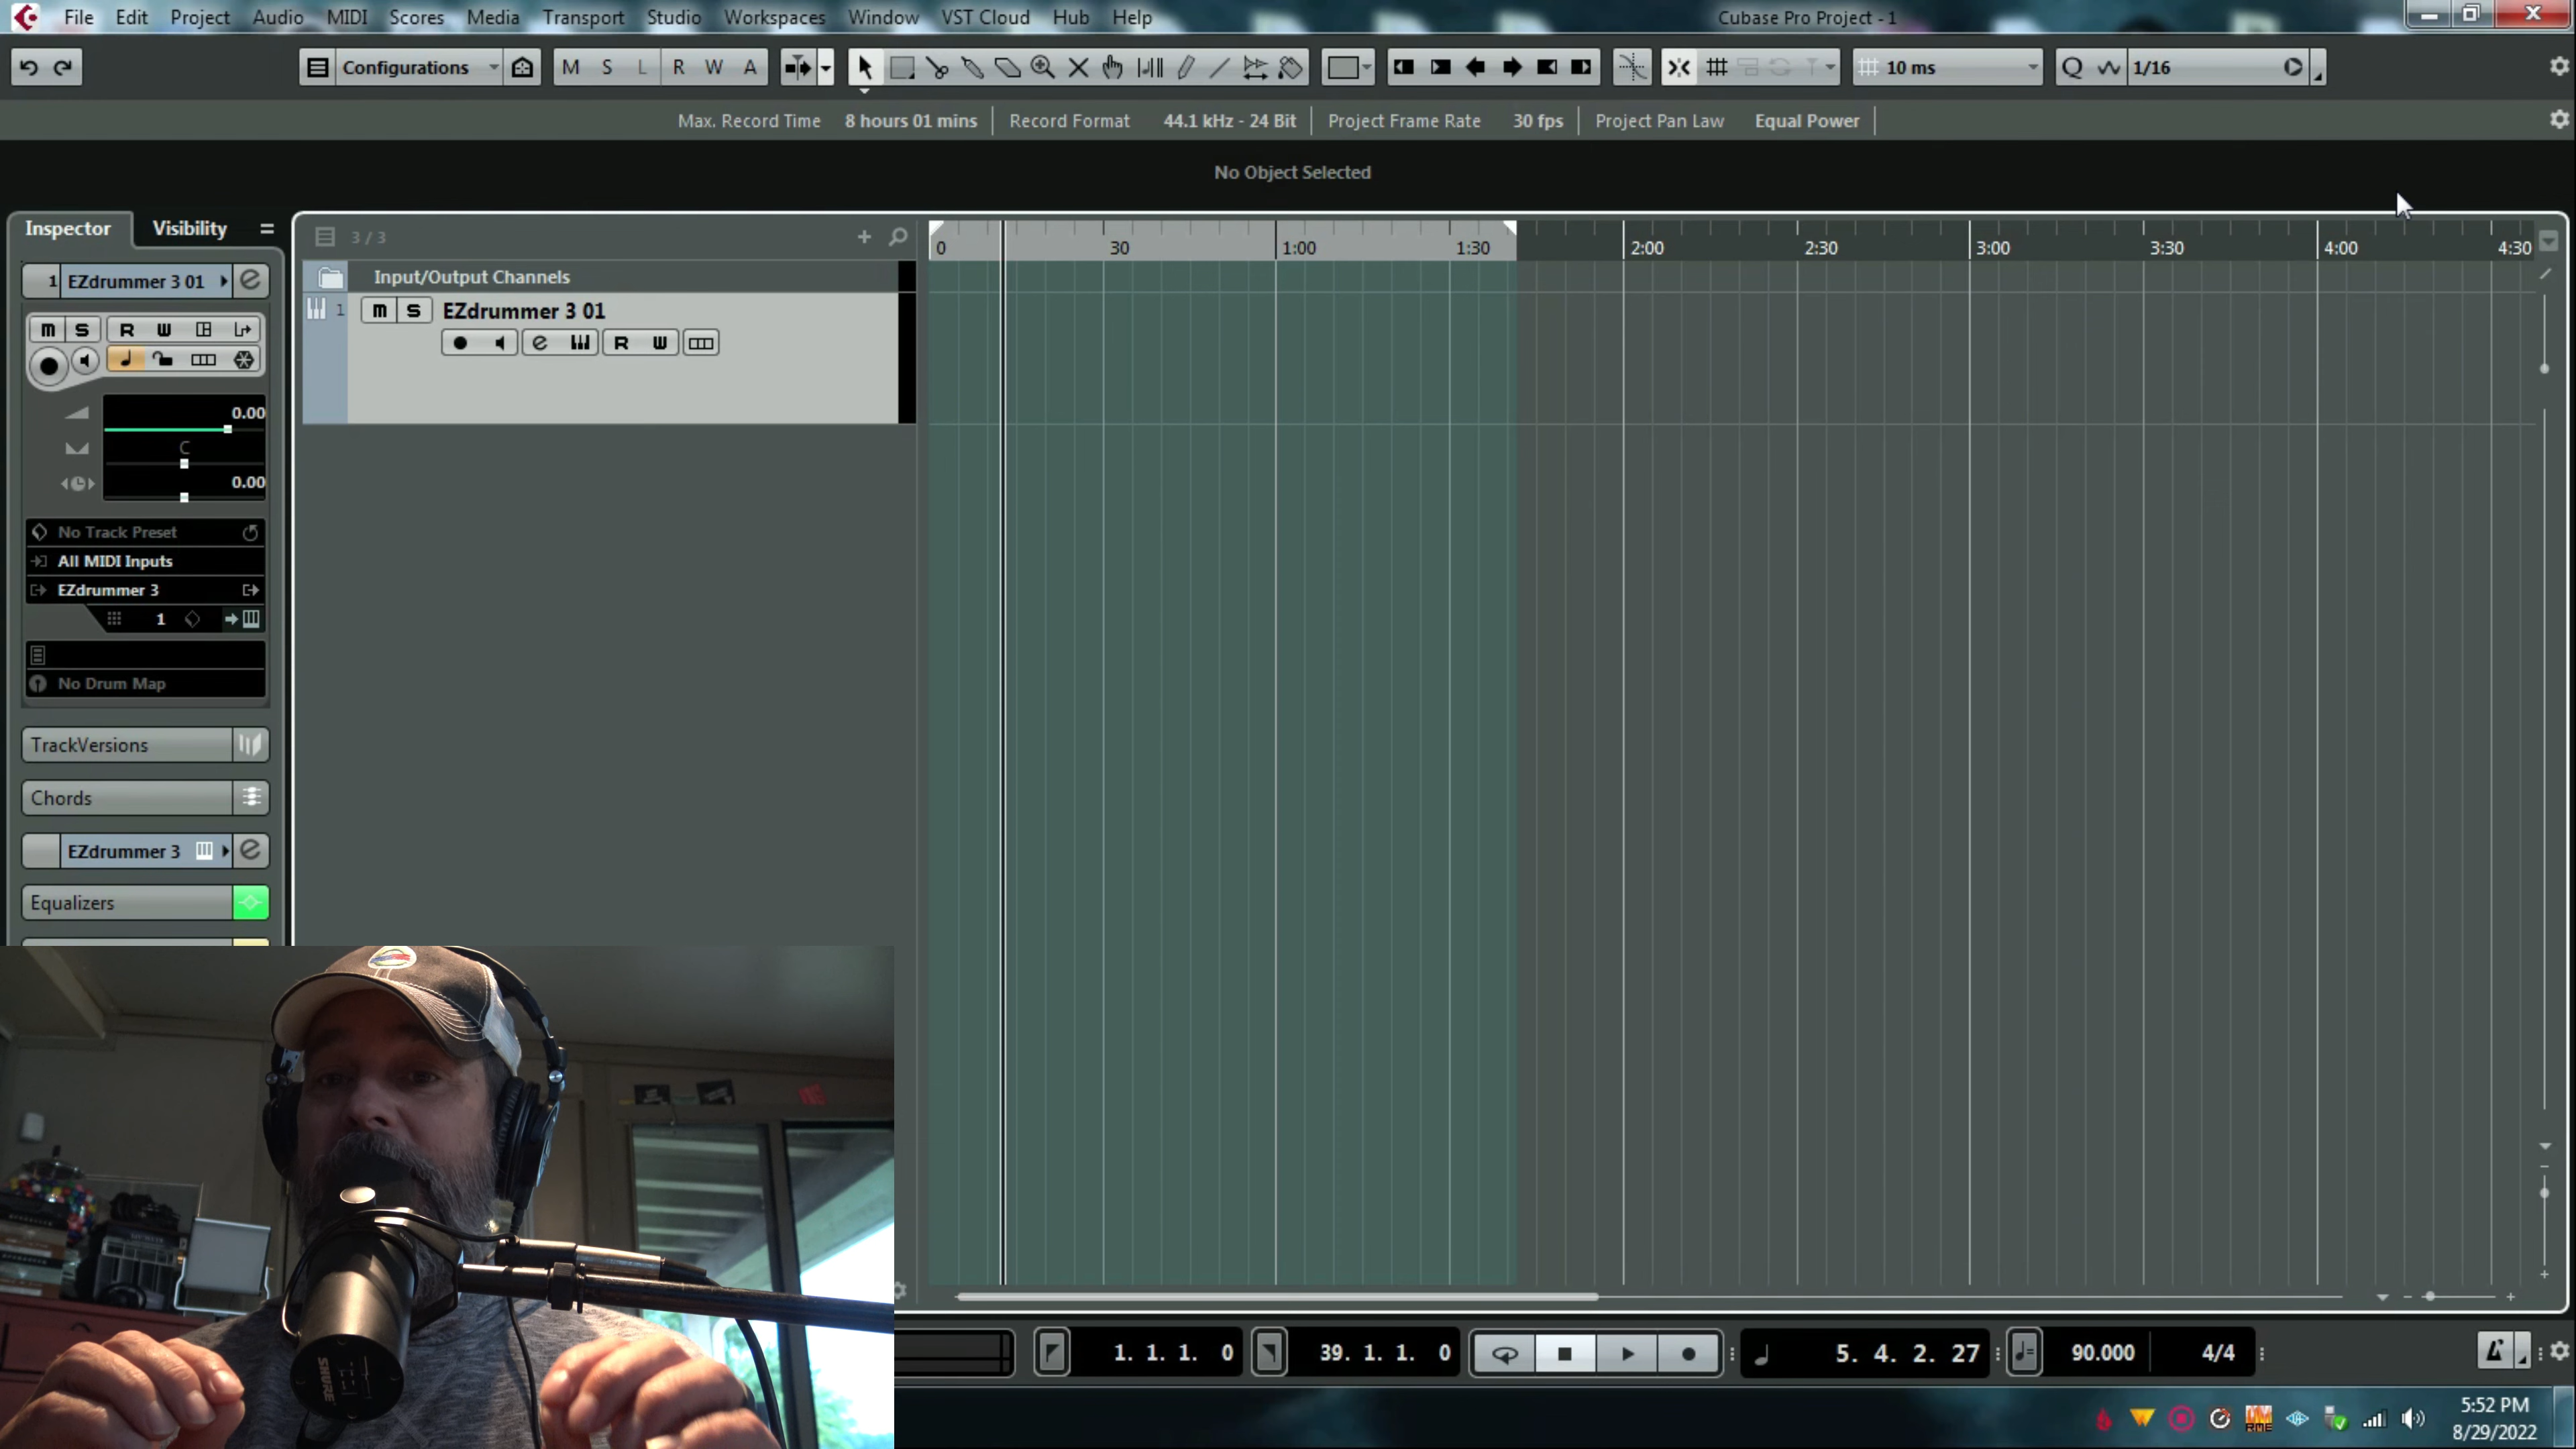 File Edit Project Audio MIDI Scores Media Transport Studio Workspaces Window VST Cloud Hub Help Cubase Pro Project - 1
Configurations M S L R W A 10 ms Q 1/16
Max. Record Time 8 hours 01 mins Record Format 44.1 kHz - 24 Bit Project Frame Rate 30 fps Project Pan Law Equal Power
No Object Selected
Inspector Visibility
3 / 3
0 30 1:00 1:30 2:00 2:30 3:00 3:30 4:00 4:30
Input/Output Channels
1 EZdrummer 3 01
1 M S EZdrummer 3 01
M S R W
R W
0.00
C
0.00
No Track Preset
All MIDI Inputs
EZdrummer 3
1
No Drum Map
TrackVersions
Chords
EZdrummer 3
Equalizers
SHURE
1. 1. 1. 0 39. 1. 1. 0 5. 4. 2. 27 90.000 4/4
5:52 PM
8/29/2022